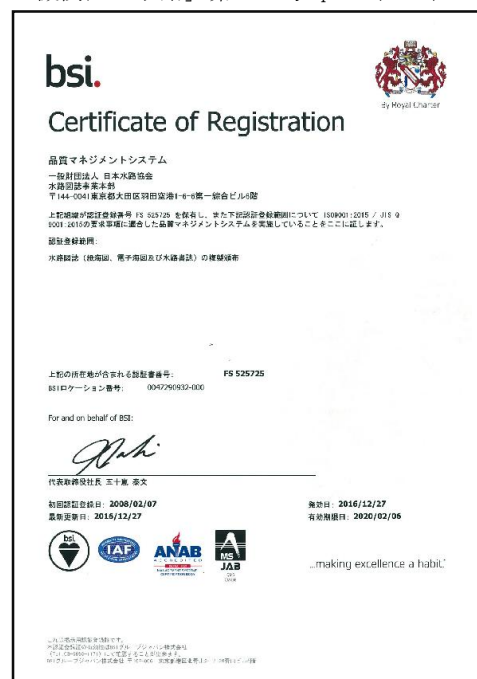 bsi.
By Royal Charter
Certificate of Registration
品質マネジメントシステム
一般財団法人 日本水路協会
水路図誌事業本部
〒144-0041東京都大田区羽田空港1-6-6第一綜合ビル6階
上記組織が認証登録番号 FS 525725 を保有し、また下記認証登録範囲について ISO9001:2015 / JIS Q
9001:2015の要求事項に適合した品質マネジメントシステムを実施していることをここに証します。
認証登録範囲:
水路図誌（紙海図、電子海図及び水路書誌）の複製頒布
上記の所在地が含まれる認証書番号: FS 525725
BSIロケーション番号: 0047290932-000
For and on behalf of BSI:
代表取締役社長 五十嵐 泰文
初回認証登録日: 2008/02/07 発効日: 2016/12/27
最新更新日: 2016/12/27 有効期限日: 2020/02/06
bsi.
IAF
ANAB
ACCREDITED
MS
JAB
...making excellence a habit.